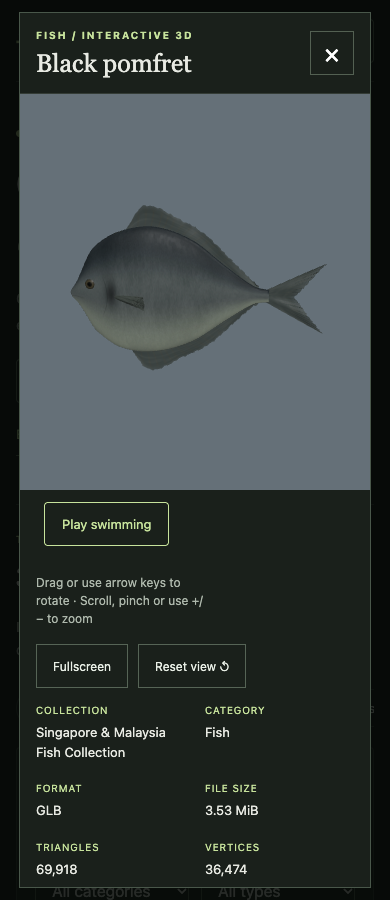 FISH / INTERACTIVE 3D
Black pomfret
×
Play swimming
Drag or use arrow keys to
rotate · Scroll, pinch or use +/
− to zoom
Fullscreen
Reset view ↺
COLLECTION
CATEGORY
Singapore & Malaysia
Fish Collection
Fish
FORMAT
FILE SIZE
GLB
3.53 MiB
TRIANGLES
VERTICES
69,918
36,474
All categories
All types